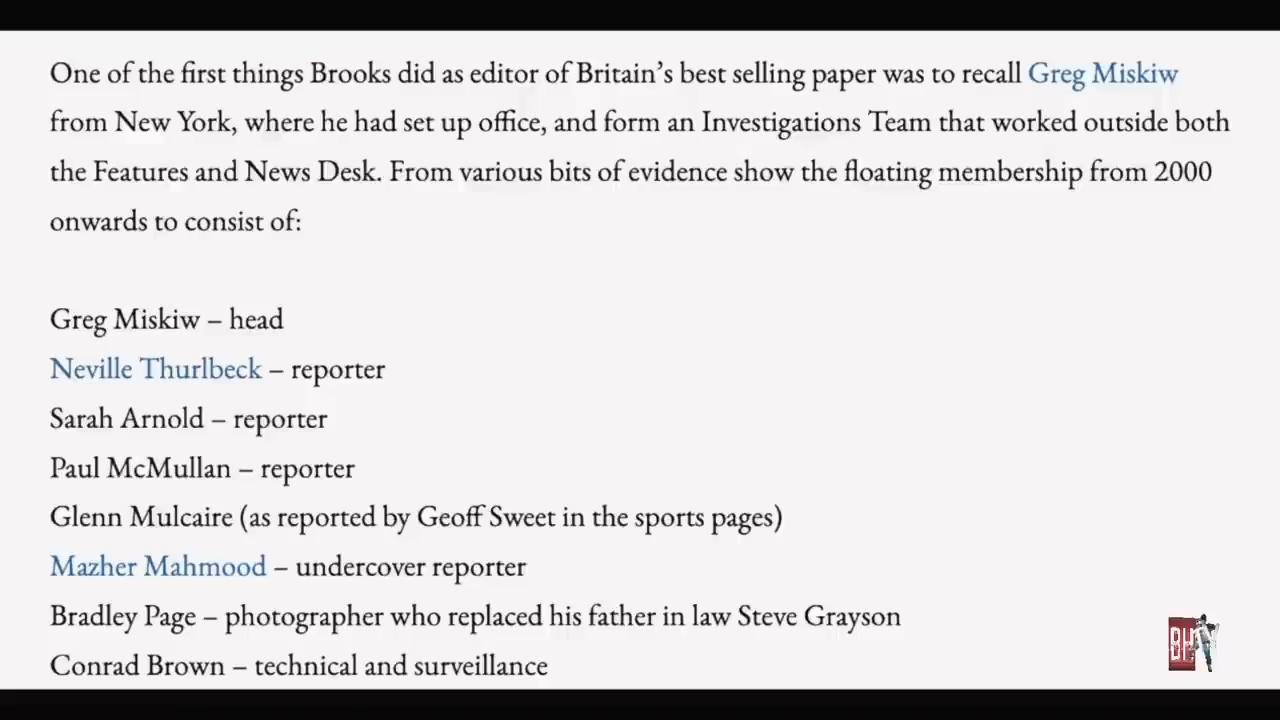 One of the first things Brooks did as editor of Britain's best selling paper was to recall Greg Miskiw
from New York, where he had set up office, and form an Investigations Team that worked outside both
the Features and News Desk. From various bits of evidence show the floating membership from 2000
onwards to consist of:
Greg Miskiw – head
Neville Thurlbeck – reporter
Sarah Arnold – reporter
Paul McMullan – reporter
Glenn Mulcaire (as reported by Geoff Sweet in the sports pages)
Mazher Mahmood – undercover reporter
Bradley Page – photographer who replaced his father in law Steve Grayson
Conrad Brown – technical and surveillance